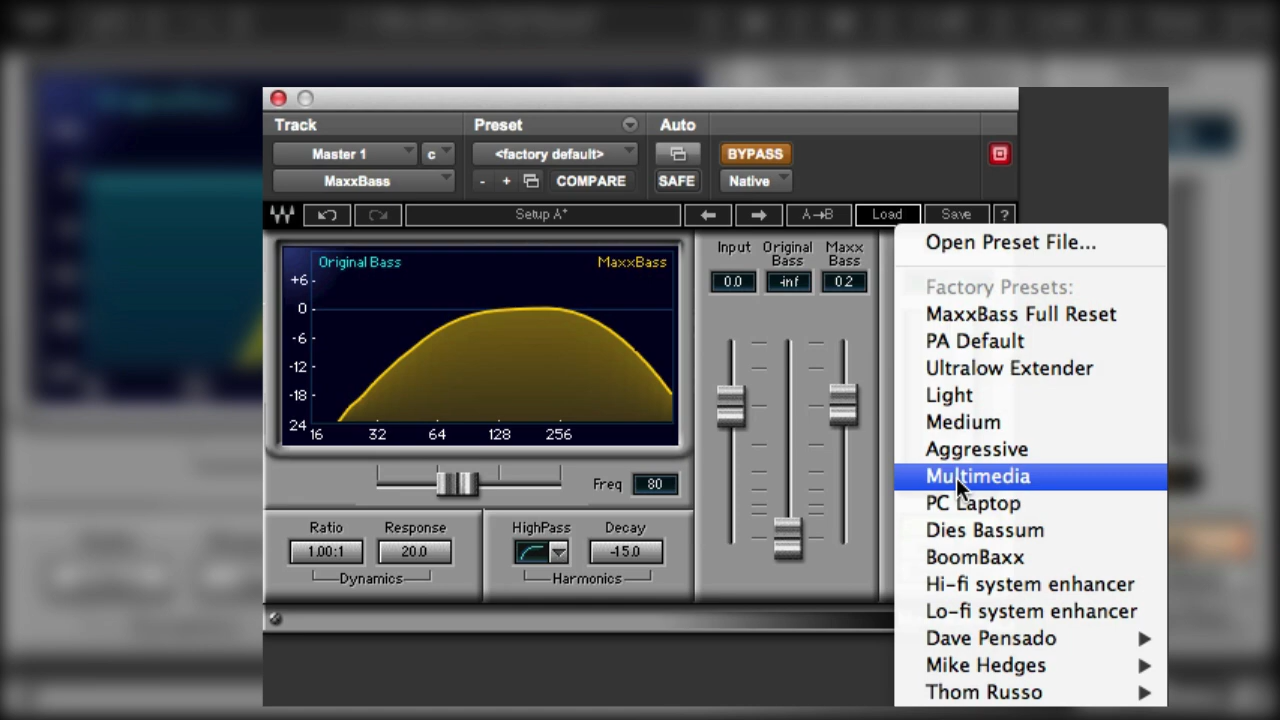 Track
Preset
Auto
Master 1
c
<factory default>
BYPASS
MaxxBass
- + COMPARE
SAFE
Native
Setup A*
A→B
Load
Save
?
Original Bass
MaxxBass
+6
0
-6
-12
-18
24
16 32 64 128 256
Freq 80
Ratio
Response
1.00:1
20.0
Dynamics
HighPass
Decay
-15.0
Harmonics
Input
Original
Bass
Maxx
Bass
0.0
-inf
0.2
Open Preset File...
Factory Presets:
MaxxBass Full Reset
PA Default
Ultralow Extender
Light
Medium
Aggressive
Multimedia
PC Laptop
Dies Bassum
BoomBaxx
Hi-fi system enhancer
Lo-fi system enhancer
Dave Pensado
Mike Hedges
Thom Russo